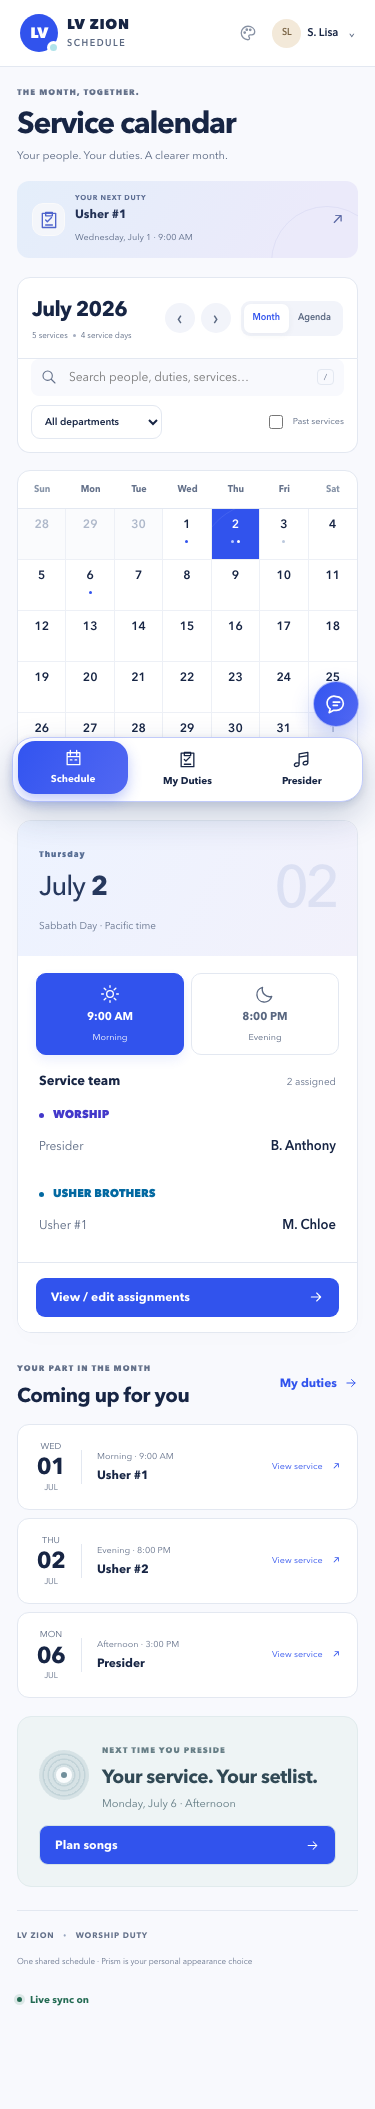 LV
LV ZION
SCHEDULE
SL
S. Lisa
THE MONTH, TOGETHER.
Service calendar
Your people. Your duties. A clearer month.
YOUR NEXT DUTY
Usher #1
Wednesday, July 1 · 9:00 AM
July 2026
5 services • 4 service days
Month
Agenda
Search people, duties, services…
/
All departments
Past services
Sun Mon Tue Wed Thu Fri Sat
28 29 30 1 2 3 4
5 6 7 8 9 10 11
12 13 14 15 16 17 18
19 20 21 22 23 24 25
26 27 28 29 30 31 1
Schedule
My Duties
Presider
Thursday
July 2
02
Sabbath Day · Pacific time
9:00 AM
Morning
8:00 PM
Evening
Service team
2 assigned
WORSHIP
Presider
B. Anthony
USHER BROTHERS
Usher #1
M. Chloe
View / edit assignments
YOUR PART IN THE MONTH
Coming up for you
My duties
WED
01
JUL
Morning · 9:00 AM
Usher #1
View service
THU
02
JUL
Evening · 8:00 PM
Usher #2
View service
MON
06
JUL
Afternoon · 3:00 PM
Presider
View service
NEXT TIME YOU PRESIDE
Your service. Your setlist.
Monday, July 6 · Afternoon
Plan songs
LV ZION • WORSHIP DUTY
One shared schedule · Prism is your personal appearance choice
Live sync on